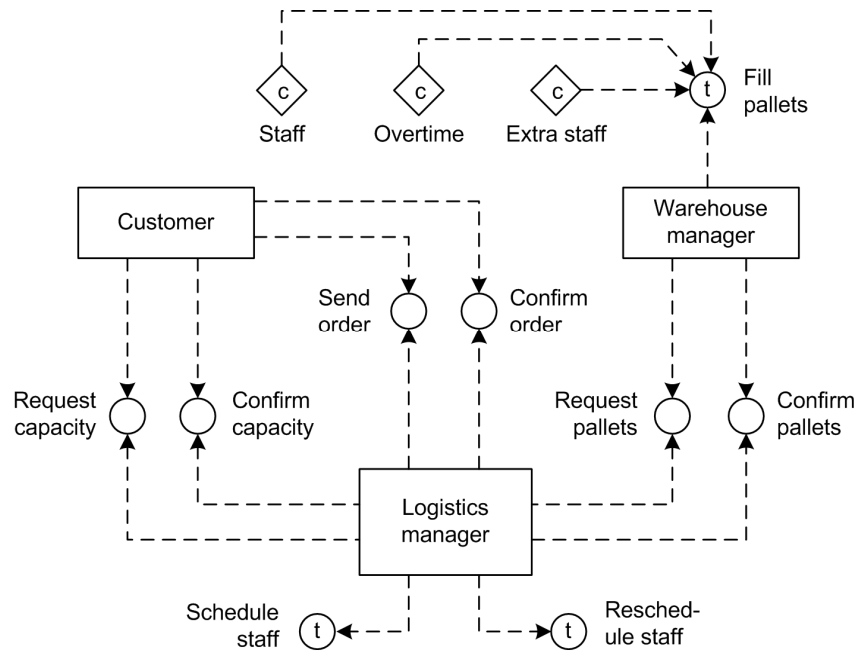 c
c
c
t
Fill
pallets
Staff
Overtime
Extra staff
Customer
Warehouse
manager
Send
order
Confirm
order
Request
capacity
Confirm
capacity
Request
pallets
Confirm
pallets
Logistics
manager
Schedule
staff
t
t
Resched-
ule staff